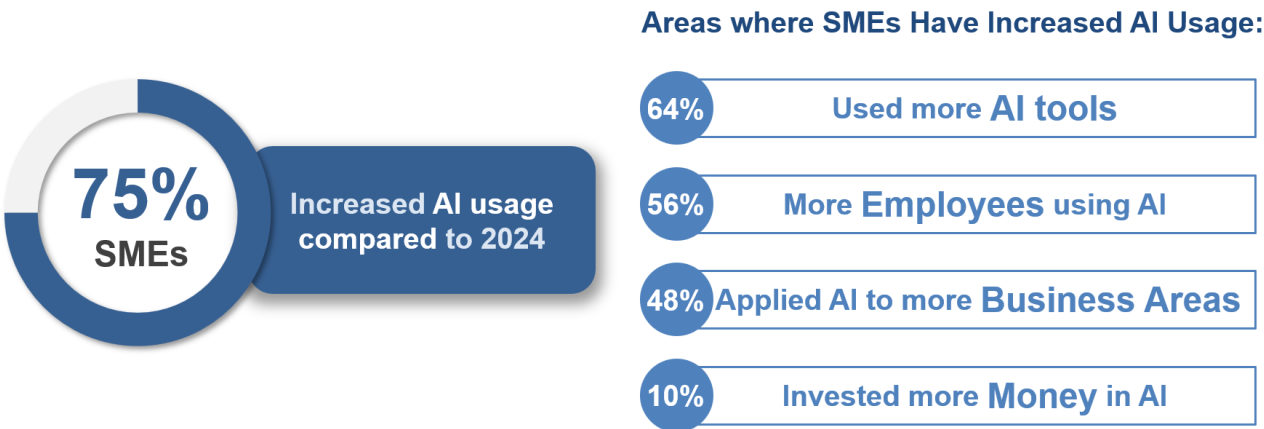 Areas where SMEs Have Increased AI Usage:
75%
SMEs
Increased AI usage
compared to 2024
64% Used more AI tools
56% More Employees using AI
48% Applied AI to more Business Areas
10% Invested more Money in AI